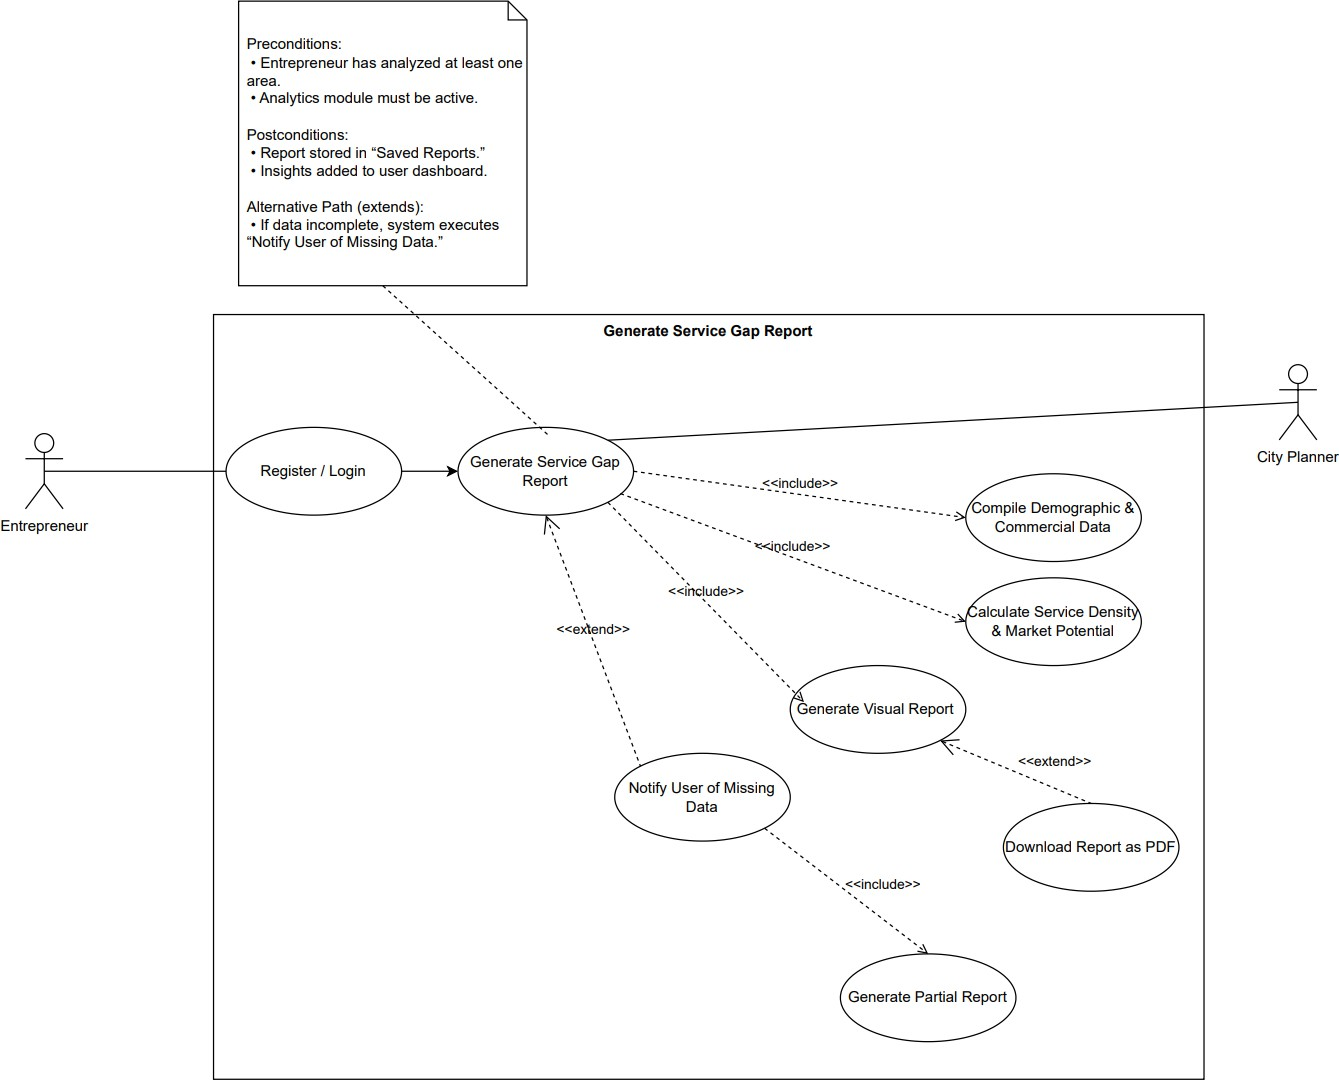 Preconditions:
• Entrepreneur has analyzed at least one
area.
• Analytics module must be active.
Postconditions:
• Report stored in “Saved Reports.”
• Insights added to user dashboard.
Alternative Path (extends):
• If data incomplete, system executes
“Notify User of Missing Data.”
Generate Service Gap Report
Entrepreneur
Register / Login
Generate Service Gap
Report
City Planner
<<include>>
Compile Demographic &
Commercial Data
<<include>>
Calculate Service Density
& Market Potential
<<include>>
Generate Visual Report
<<extend>>
Notify User of Missing
Data
<<extend>>
Download Report as PDF
<<include>>
Generate Partial Report